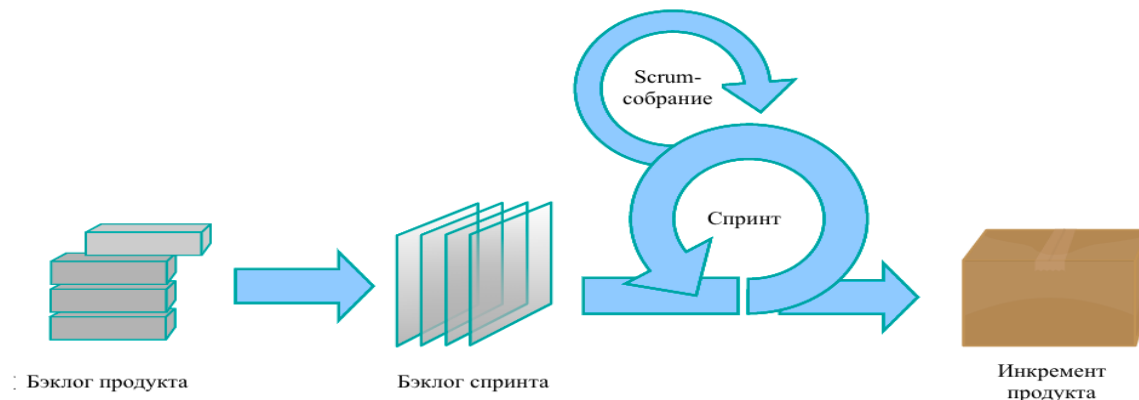 Scrum-
собрание
Спринт
Бэклог продукта
Бэклог спринта
Инкремент
продукта